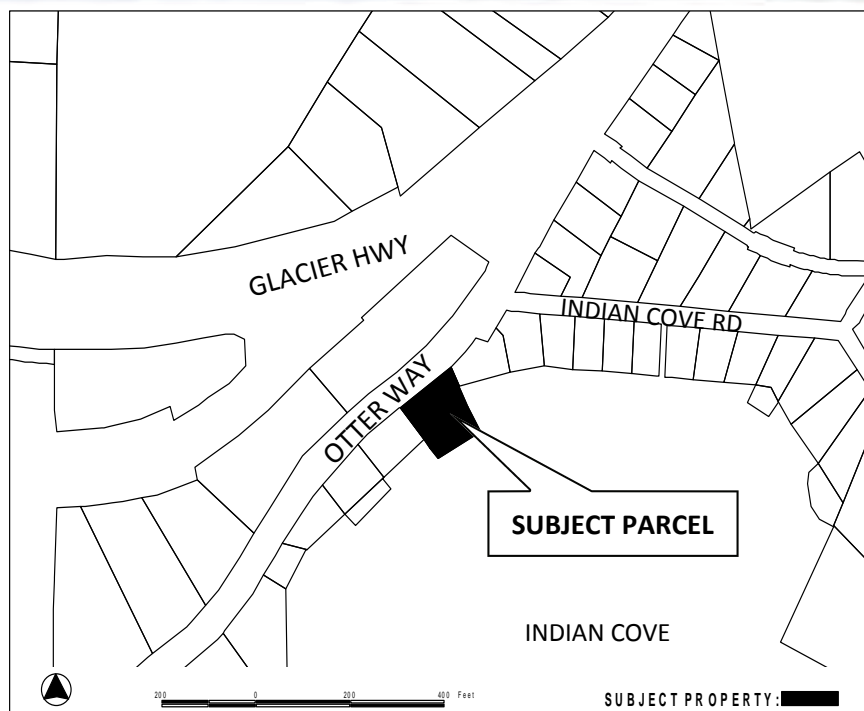 GLACIER HWY
INDIAN COVE RD
OTTER WAY
SUBJECT PARCEL
INDIAN COVE
200 0 200 400 Feet
SUBJECT PROPERTY: